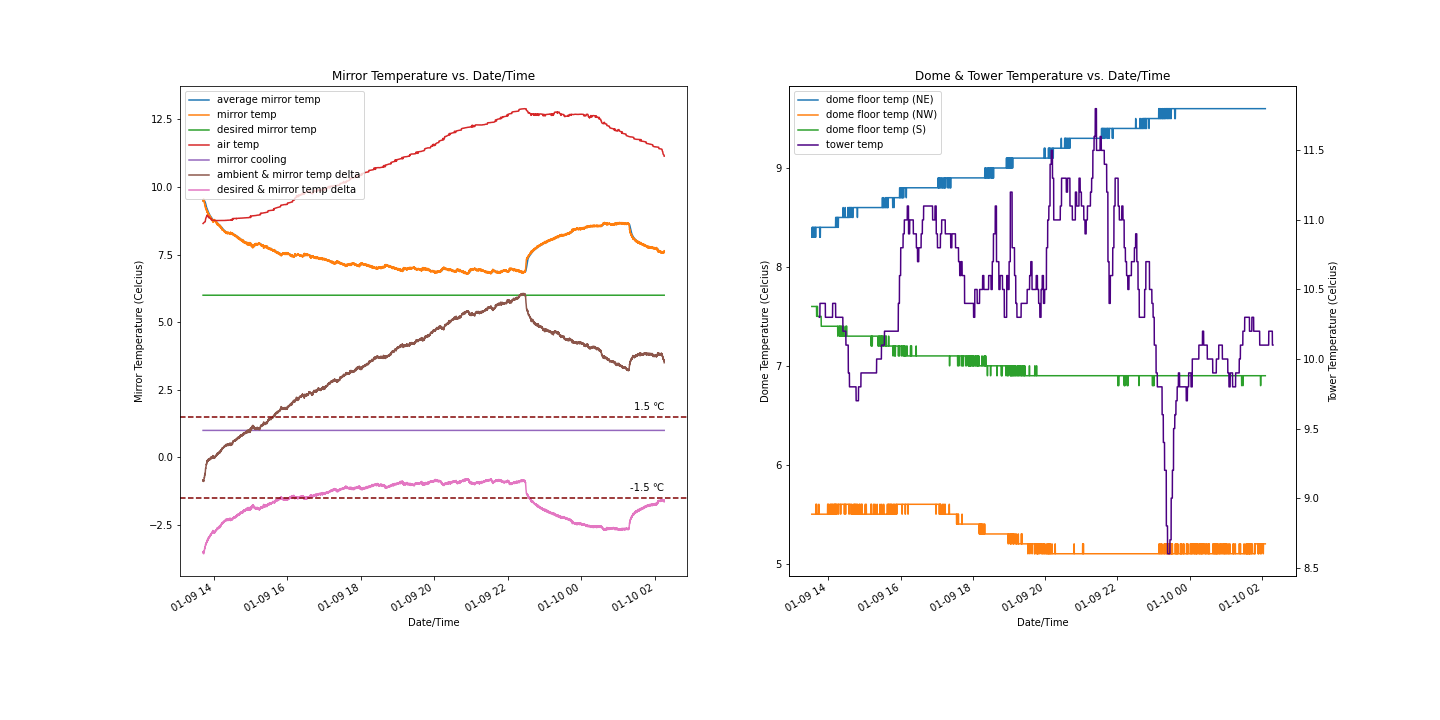 Mirror Temperature vs. Date/Time
average mirror temp
mirror temp
desired mirror temp
air temp
mirror cooling
ambient & mirror temp delta
desired & mirror temp delta
12.5
10.0
7.5
5.0
2.5
0.0
−2.5
Mirror Temperature (Celcius)
1.5 °C
-1.5 °C
01-09 14
01-09 16
01-09 18
01-09 20
01-09 22
01-10 00
01-10 02
Date/Time
Dome & Tower Temperature vs. Date/Time
dome floor temp (NE)
dome floor temp (NW)
dome floor temp (S)
tower temp
9
8
7
6
5
Dome Temperature (Celcius)
11.5
11.0
10.5
10.0
9.5
9.0
8.5
Tower Temperature (Celcius)
01-09 14
01-09 16
01-09 18
01-09 20
01-09 22
01-10 00
01-10 02
Date/Time